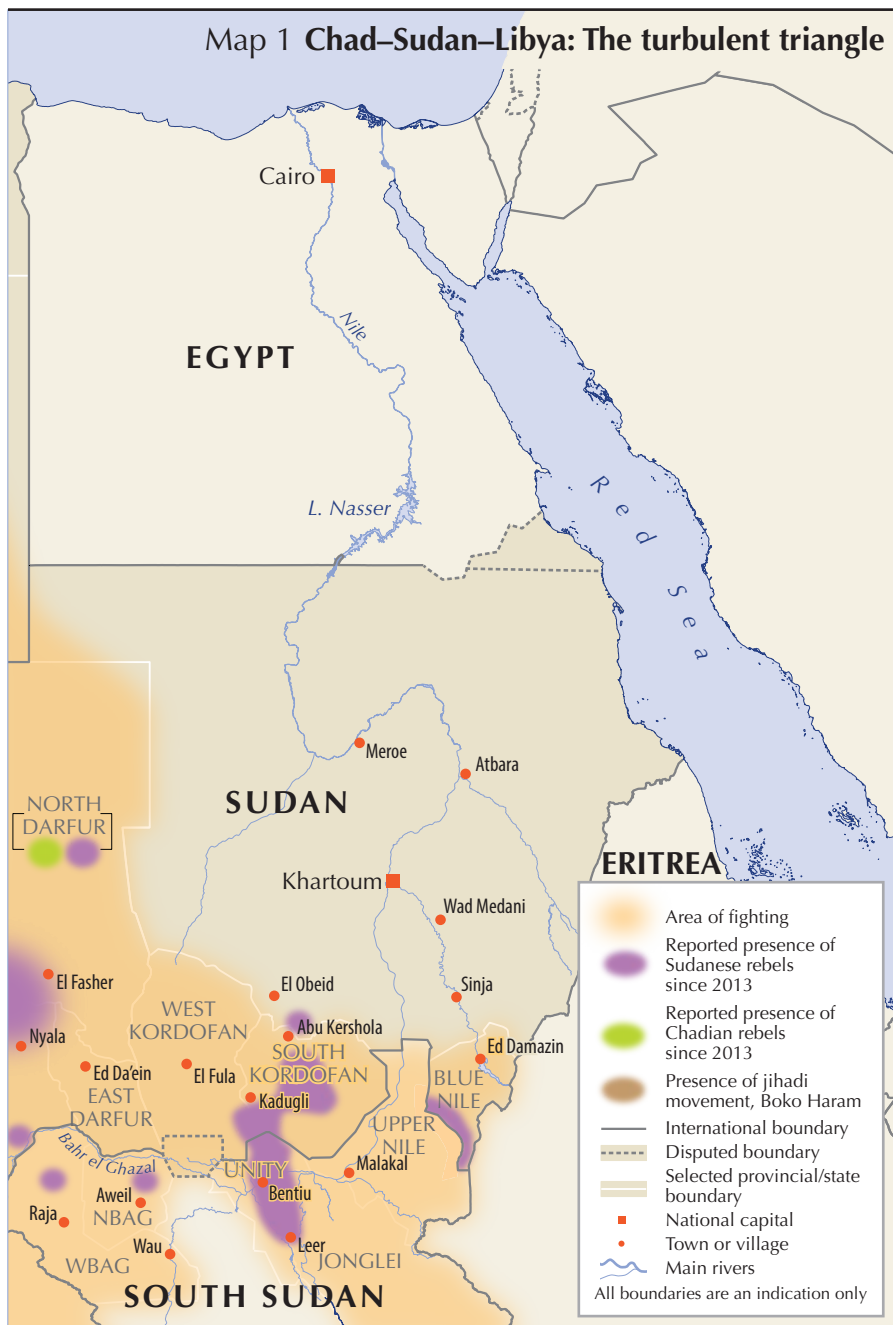 Map 1 Chad–Sudan–Libya: The turbulent triangle
Cairo
Nile
EGYPT
L. Nasser
Red Sea
Meroe
Atbara
SUDAN
NORTH
DARFUR
Khartoum
ERITREA
Wad Medani
El Fasher
El Obeid
Sinja
WEST
KORDOFAN
Abu Kershola
Nyala
SOUTH
KORDOFAN
Ed Damazin
Ed Da'ein
El Fula
BLUE
NILE
EAST
DARFUR
Kadugli
UPPER
NILE
Bahr el Ghazal
UNITY
Malakal
Bentiu
Aweil
NBAG
Raja
Wau
Leer
JONGLEI
WBAG
SOUTH SUDAN
Area of fighting
Reported presence of
Sudanese rebels
since 2013
Reported presence of
Chadian rebels
since 2013
Presence of jihadi
movement, Boko Haram
International boundary
Disputed boundary
Selected provincial/state
boundary
National capital
Town or village
Main rivers
All boundaries are an indication only